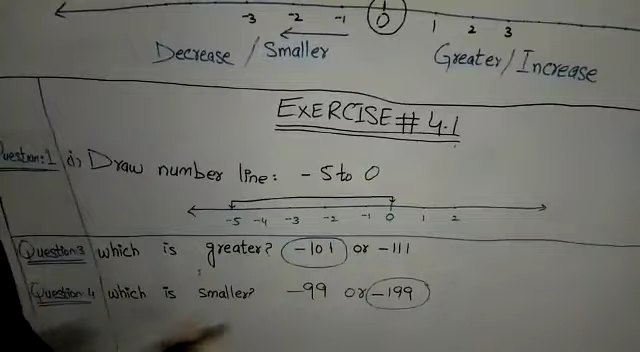 -3 -2 -1 0 1 2 3
Decrease / Smaller Greater / Increase
EXERCISE # 4.1
Question:1 i, Draw number line: -5 to 0
-5 -4 -3 -2 -1 0 1 2
Question 3 which is greater? -101 or -111
Question 4 which is smaller? -99 or -199